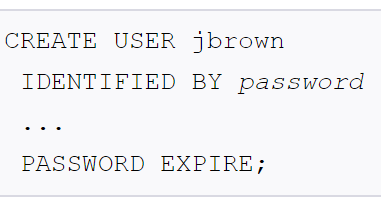 CREATE USER jbrown
IDENTIFIED BY password
...
PASSWORD EXPIRE;